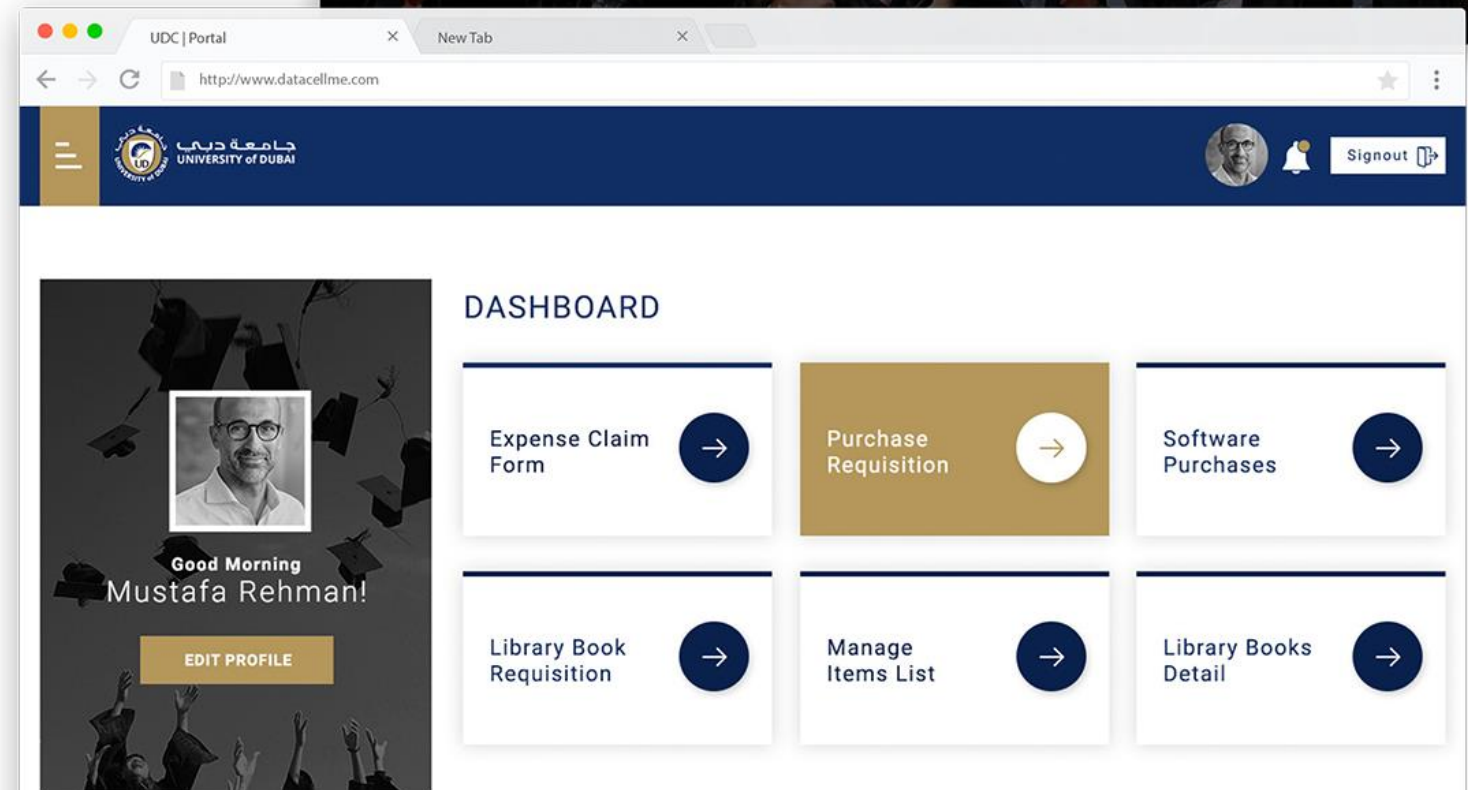 UDC | Portal
New Tab
http://www.datacellme.com
جامعة دبي
UNIVERSITY of DUBAI
UD
Signout
DASHBOARD
Good Morning
Mustafa Rehman!
EDIT PROFILE
Expense Claim
Form
Purchase
Requisition
Software
Purchases
Library Book
Requisition
Manage
Items List
Library Books
Detail